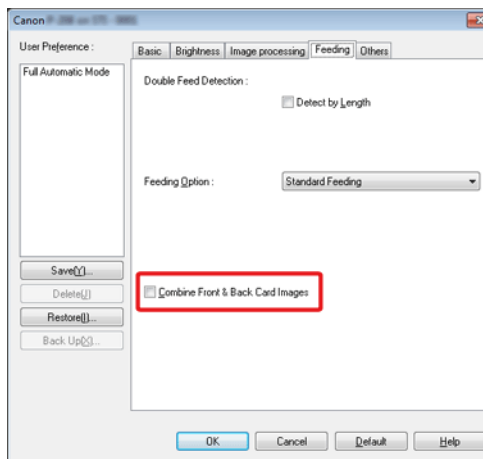 Canon
User Preference :
Full Automatic Mode
Save(Y)...
Delete(J)
Restore(I)...
Back Up(X)...
Basic Brightness Image processing Feeding Others
Double Feed Detection :
Detect by Length
Feeding Option : Standard Feeding
Combine Front & Back Card Images
OK Cancel Default Help